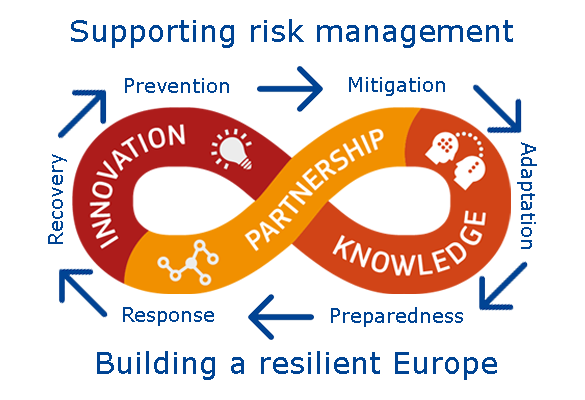 Supporting risk management
Prevention
Mitigation
Adaptation
Preparedness
Response
Recovery
INNOVATION
PARTNERSHIP
KNOWLEDGE
Building a resilient Europe